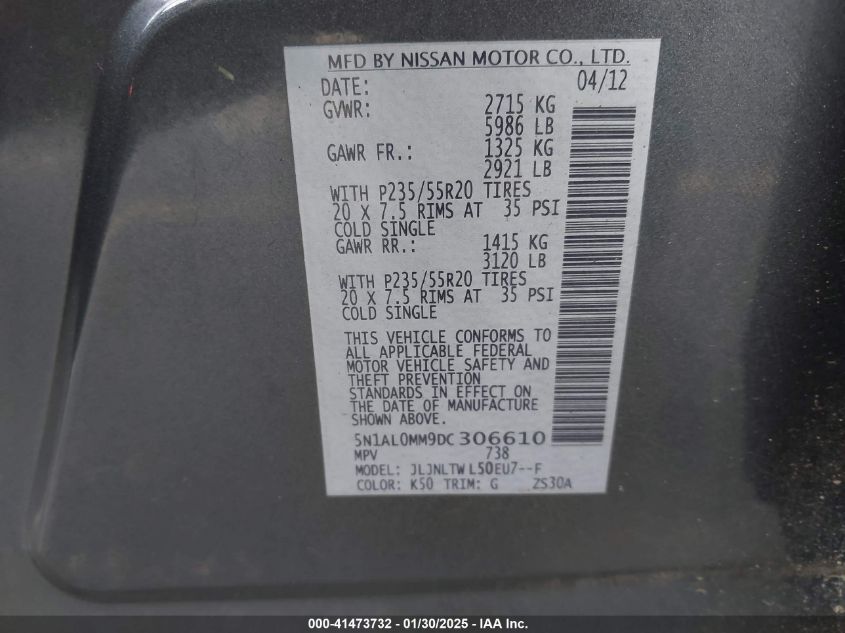 MFD BY NISSAN MOTOR CO., LTD.
DATE: 04/12
GVWR: 2715 KG
5986 LB
GAWR FR.: 1325 KG
2921 LB
WITH P235/55R20 TIRES
20 X 7.5 RIMS AT 35 PSI
COLD SINGLE
GAWR RR.: 1415 KG
3120 LB
WITH P235/55R20 TIRES
20 X 7.5 RIMS AT 35 PSI
COLD SINGLE
THIS VEHICLE CONFORMS TO
ALL APPLICABLE FEDERAL
MOTOR VEHICLE SAFETY AND
THEFT PREVENTION
STANDARDS IN EFFECT ON
THE DATE OF MANUFACTURE
SHOWN ABOVE.
5N1AL0MM9DC306610
MPV 738
MODEL: JLJNLTWL50EU7--F
COLOR: K50 TRIM: G ZS30A
000-41473732 - 01/30/2025 - IAA Inc.